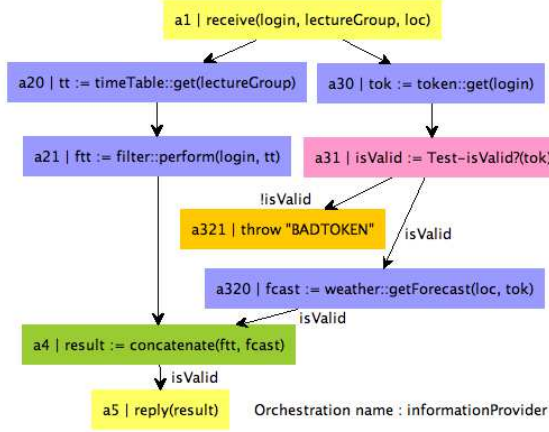 a1 | receive(login, lectureGroup, loc)
a20 | tt := timeTable::get(lectureGroup)
a30 | tok := token::get(login)
a21 | ftt := filter::perform(login, tt)
a31 | isValid := Test-isValid?(tok)
!isValid
a321 | throw "BADTOKEN"
isValid
a320 | fcast := weather::getForecast(loc, tok)
isValid
a4 | result := concatenate(ftt, fcast)
isValid
a5 | reply(result)
Orchestration name : informationProvider